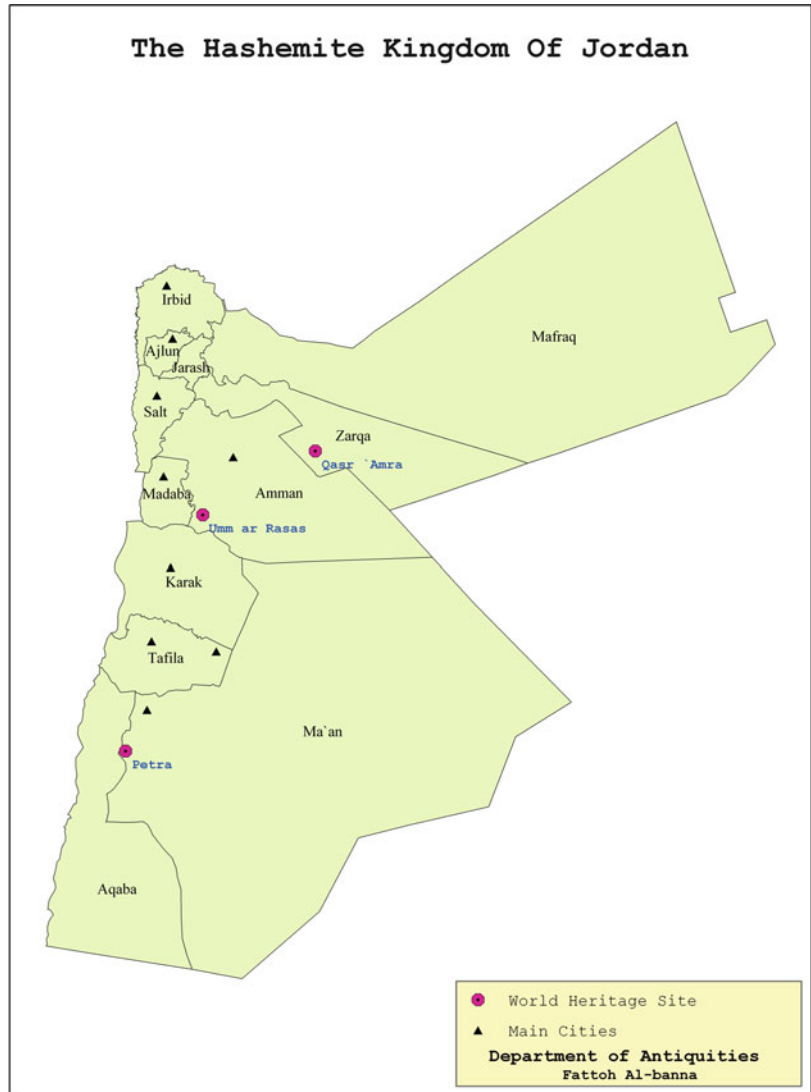 The Hashemite Kingdom Of Jordan
Irbid
Mafraq
Ajlun
Jarash
Salt
Zarqa
Qasr `Amra
Madaba
Amman
Umm ar Rasas
Karak
Tafila
Ma`an
Petra
Aqaba
World Heritage Site
Main Cities
Department of Antiquities
Fattoh Al-banna